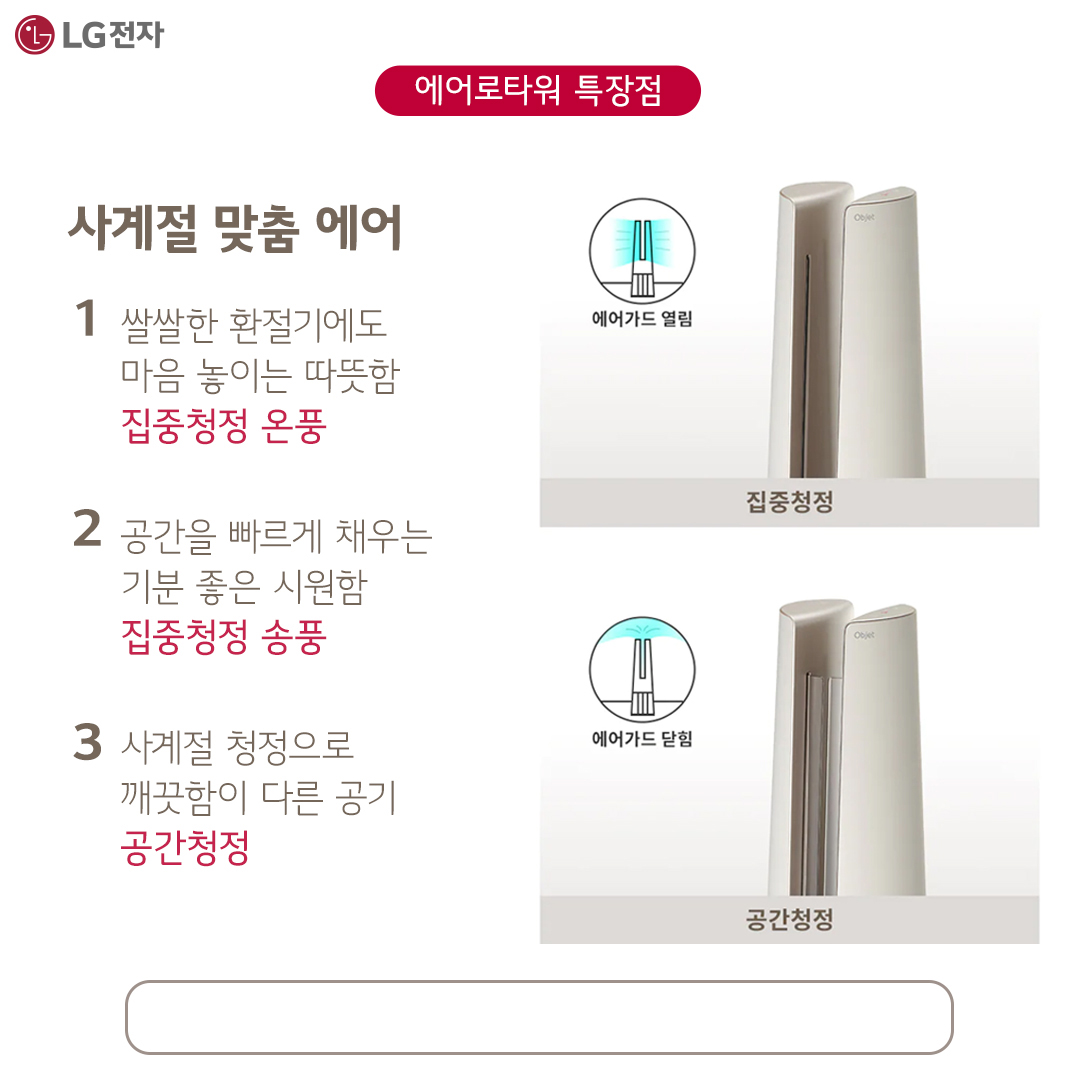 LG전자
에어로타워 특장점
사계절 맞춤 에어
1 쌀쌀한 환절기에도
마음 놓이는 따뜻함
집중청정 온풍
2 공간을 빠르게 채우는
기분 좋은 시원함
집중청정 송풍
3 사계절 청정으로
깨끗함이 다른 공기
공간청정
Objet
에어가드 열림
집중청정
Objet
에어가드 닫힘
공간청정